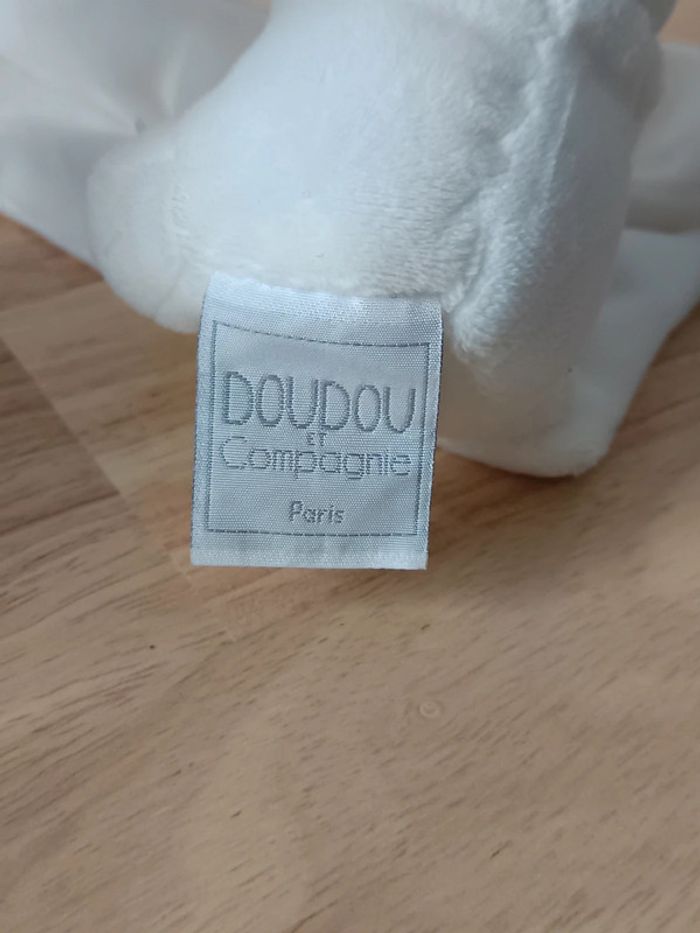 DOUDOU
ET
Compagnie
Paris